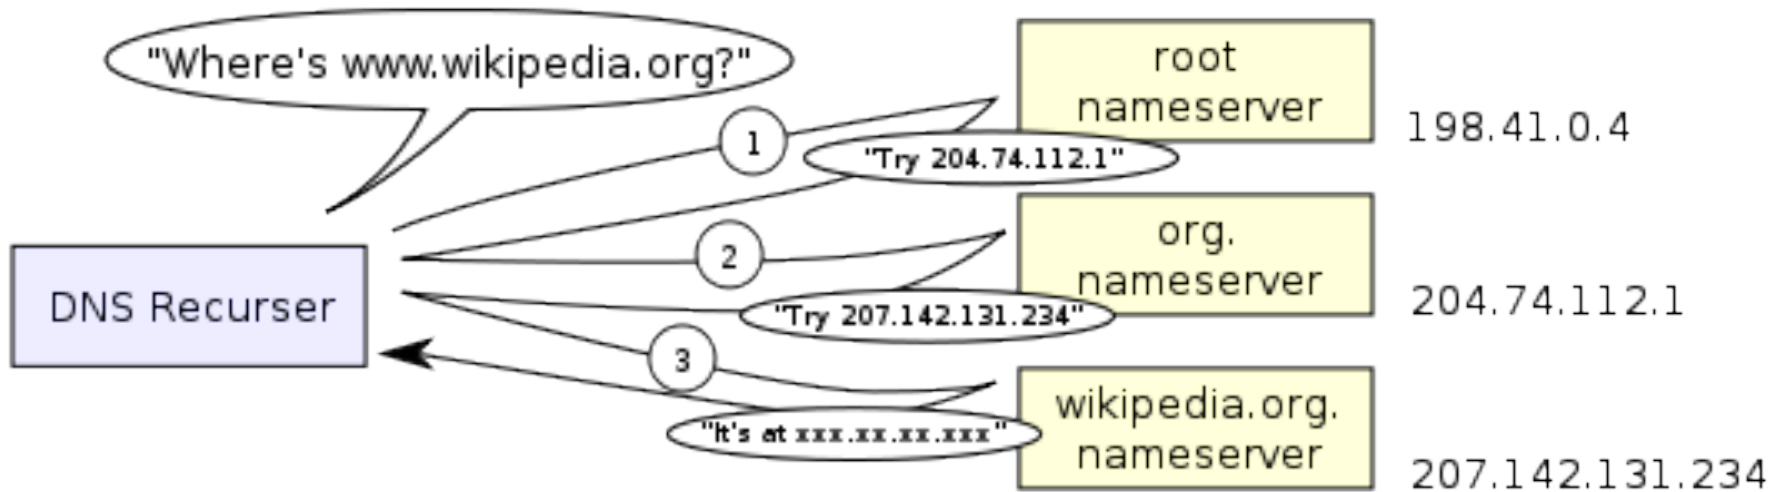 "Where's www.wikipedia.org?"
root
nameserver
198.41.0.4
1
"Try 204.74.112.1"
org.
nameserver
204.74.112.1
2
"Try 207.142.131.234"
DNS Recurser
3
"It's at xxx.xx.xx.xxx"
wikipedia.org.
nameserver
207.142.131.234